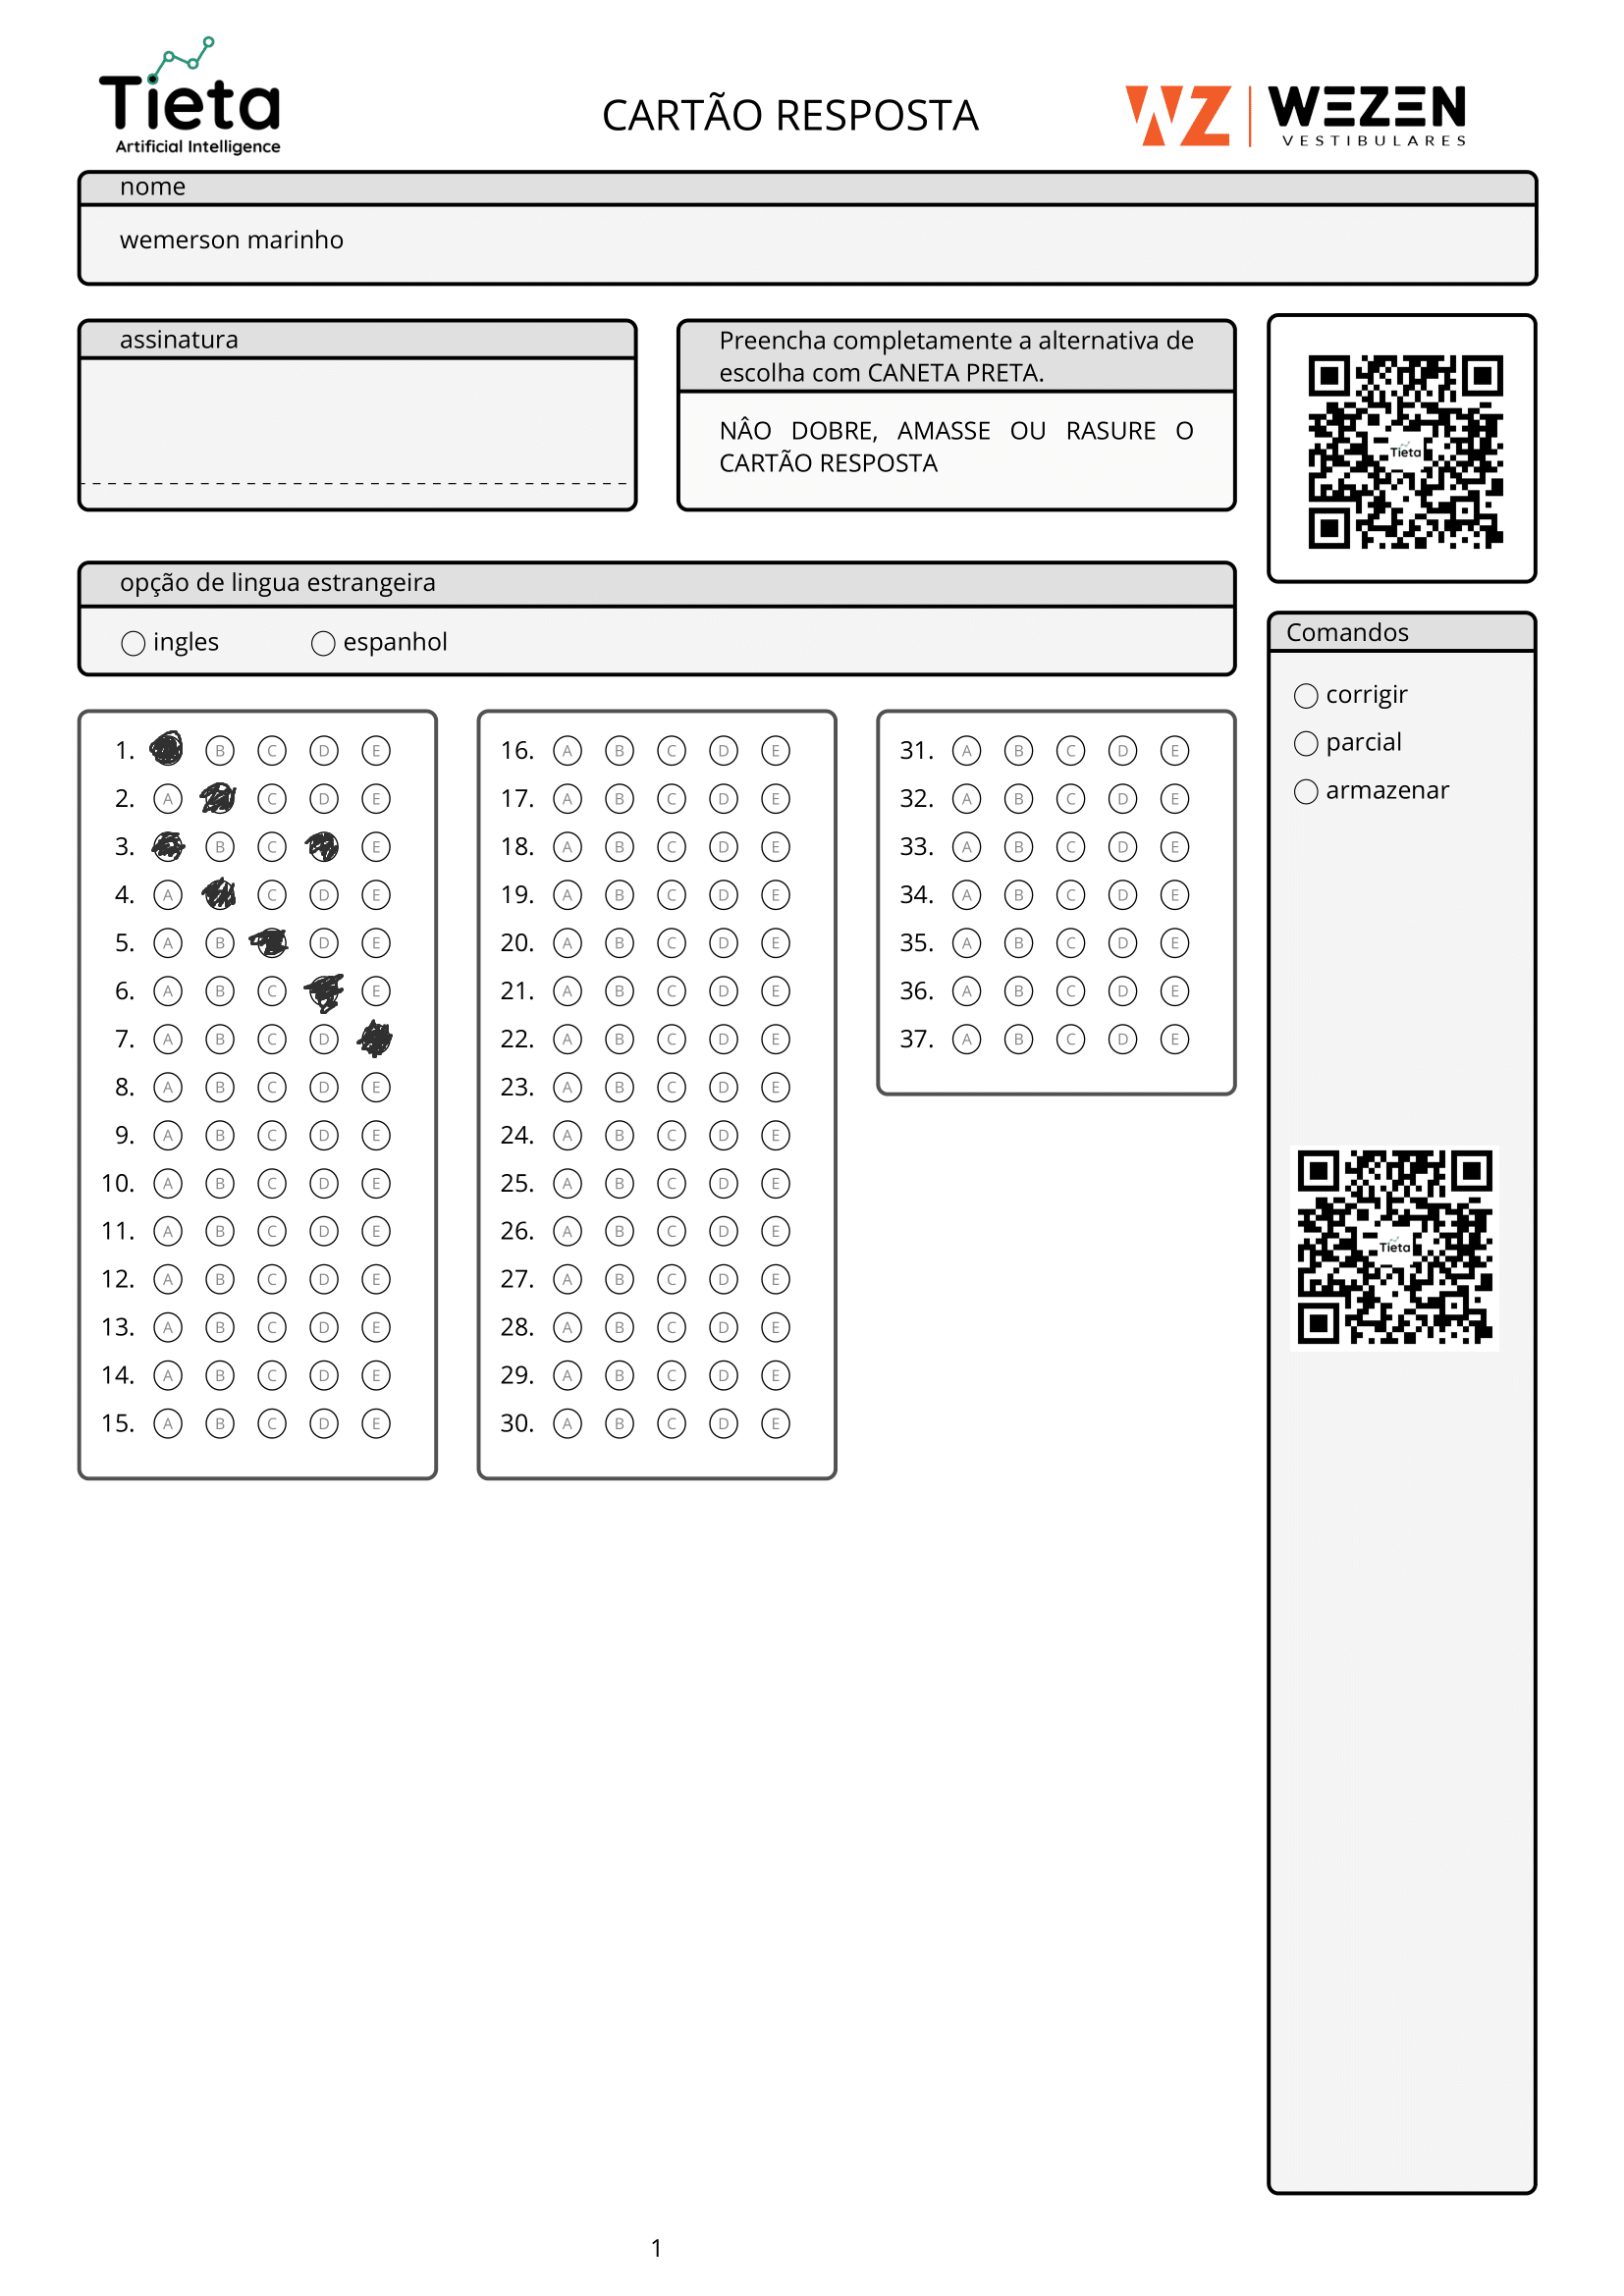 Tieta
Artificial Intelligence
CARTÃO RESPOSTA
WZ WEZEN
VESTIBULARES
nome
wemerson marinho
assinatura
Preencha completamente a alternativa de
escolha com CANETA PRETA.
NÂO DOBRE, AMASSE OU RASURE O
CARTÃO RESPOSTA
Tieta
opção de lingua estrangeira
ingles espanhol
Comandos
corrigir
parcial
armazenar
1. B C D E
2. A C D E
3. B C E
4. A C D E
5. A B D E
6. A B C E
7. A B C D
8. A B C D E
9. A B C D E
10. A B C D E
11. A B C D E
12. A B C D E
13. A B C D E
14. A B C D E
15. A B C D E
16. A B C D E
17. A B C D E
18. A B C D E
19. A B C D E
20. A B C D E
21. A B C D E
22. A B C D E
23. A B C D E
24. A B C D E
25. A B C D E
26. A B C D E
27. A B C D E
28. A B C D E
29. A B C D E
30. A B C D E
31. A B C D E
32. A B C D E
33. A B C D E
34. A B C D E
35. A B C D E
36. A B C D E
37. A B C D E
Tieta
1